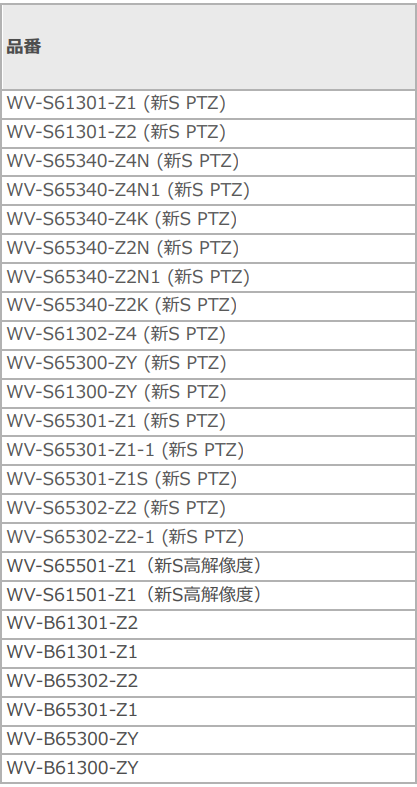 品番
WV-S61301-Z1 (新S PTZ)
WV-S61301-Z2 (新S PTZ)
WV-S65340-Z4N (新S PTZ)
WV-S65340-Z4N1 (新S PTZ)
WV-S65340-Z4K (新S PTZ)
WV-S65340-Z2N (新S PTZ)
WV-S65340-Z2N1 (新S PTZ)
WV-S65340-Z2K (新S PTZ)
WV-S61302-Z4 (新S PTZ)
WV-S65300-ZY (新S PTZ)
WV-S61300-ZY (新S PTZ)
WV-S65301-Z1 (新S PTZ)
WV-S65301-Z1-1 (新S PTZ)
WV-S65301-Z1S (新S PTZ)
WV-S65302-Z2 (新S PTZ)
WV-S65302-Z2-1 (新S PTZ)
WV-S65501-Z1（新S高解像度）
WV-S61501-Z1（新S高解像度）
WV-B61301-Z2
WV-B61301-Z1
WV-B65302-Z2
WV-B65301-Z1
WV-B65300-ZY
WV-B61300-ZY